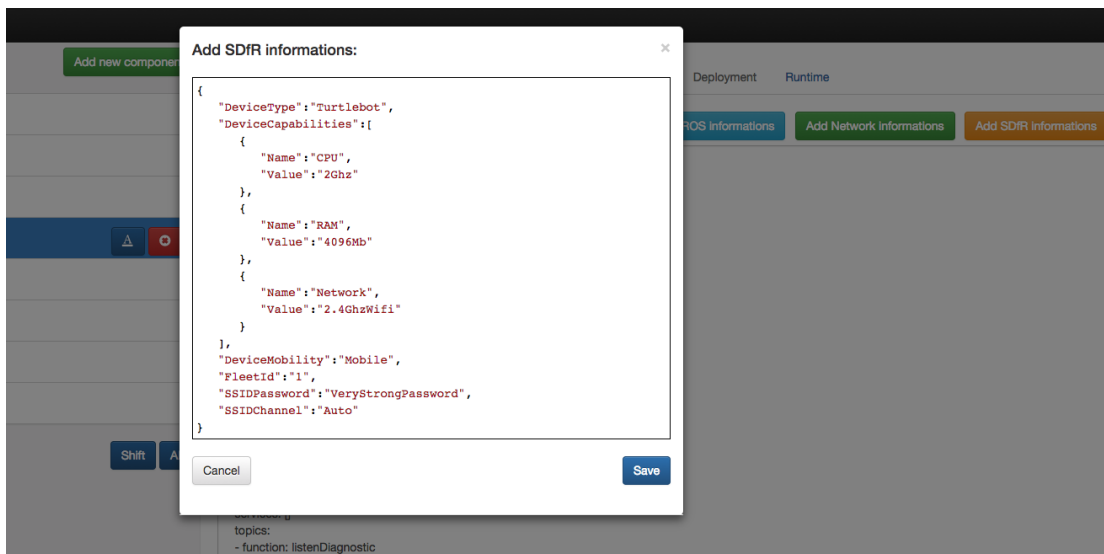 Add new componen
Add SDfR informations:
×
Deployment
Runtime
ROS informations
Add Network informations
Add SDfR informations
{
"DeviceType":"Turtlebot",
"DeviceCapabilities":[
{
"Name":"CPU",
"Value":"2Ghz"
},
{
"Name":"RAM",
"Value":"4096Mb"
},
{
"Name":"Network",
"Value":"2.4GhzWifi"
}
],
"DeviceMobility":"Mobile",
"FleetId":"1",
"SSIDPassword":"VeryStrongPassword",
"SSIDChannel":"Auto"
}
A
Shift
A
Cancel
Save
topics:
- function: listenDiagnostic